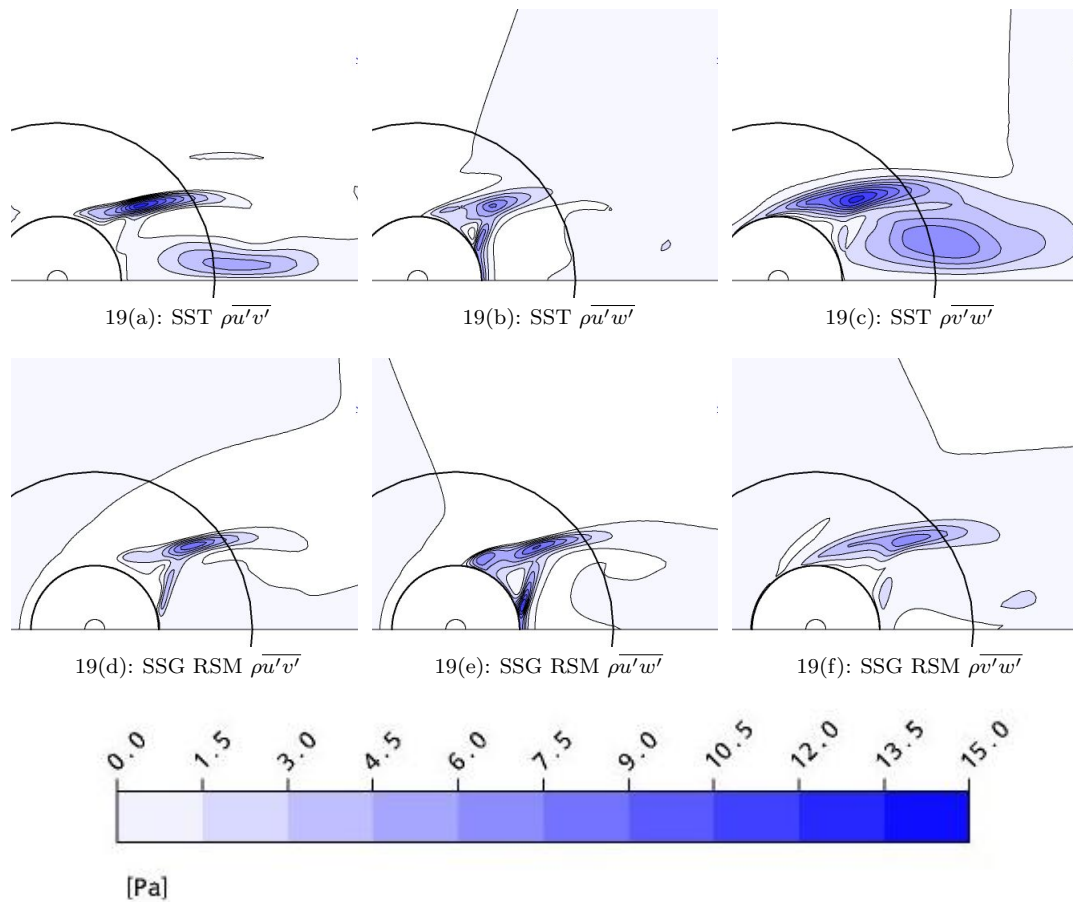 19(a): SST ρu′v′ 19(b): SST ρu′w′ 19(c): SST ρv′w′
19(d): SSG RSM ρu′v′ 19(e): SSG RSM ρu′w′ 19(f): SSG RSM ρv′w′
0.0 1.5 3.0 4.5 6.0 7.5 9.0 10.5 12.0 13.5 15.0
[Pa]